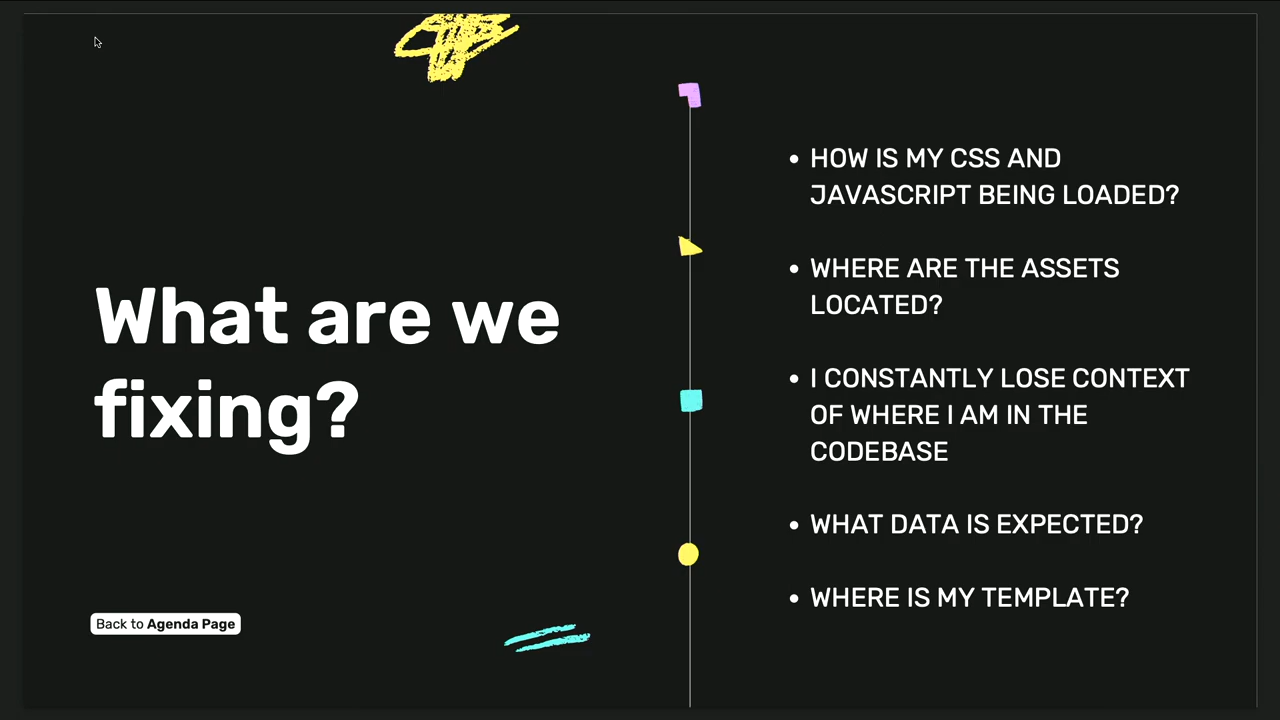 What are we
fixing?
Back to Agenda Page
• HOW IS MY CSS AND
JAVASCRIPT BEING LOADED?
• WHERE ARE THE ASSETS
LOCATED?
• I CONSTANTLY LOSE CONTEXT
OF WHERE I AM IN THE
CODEBASE
• WHAT DATA IS EXPECTED?
• WHERE IS MY TEMPLATE?